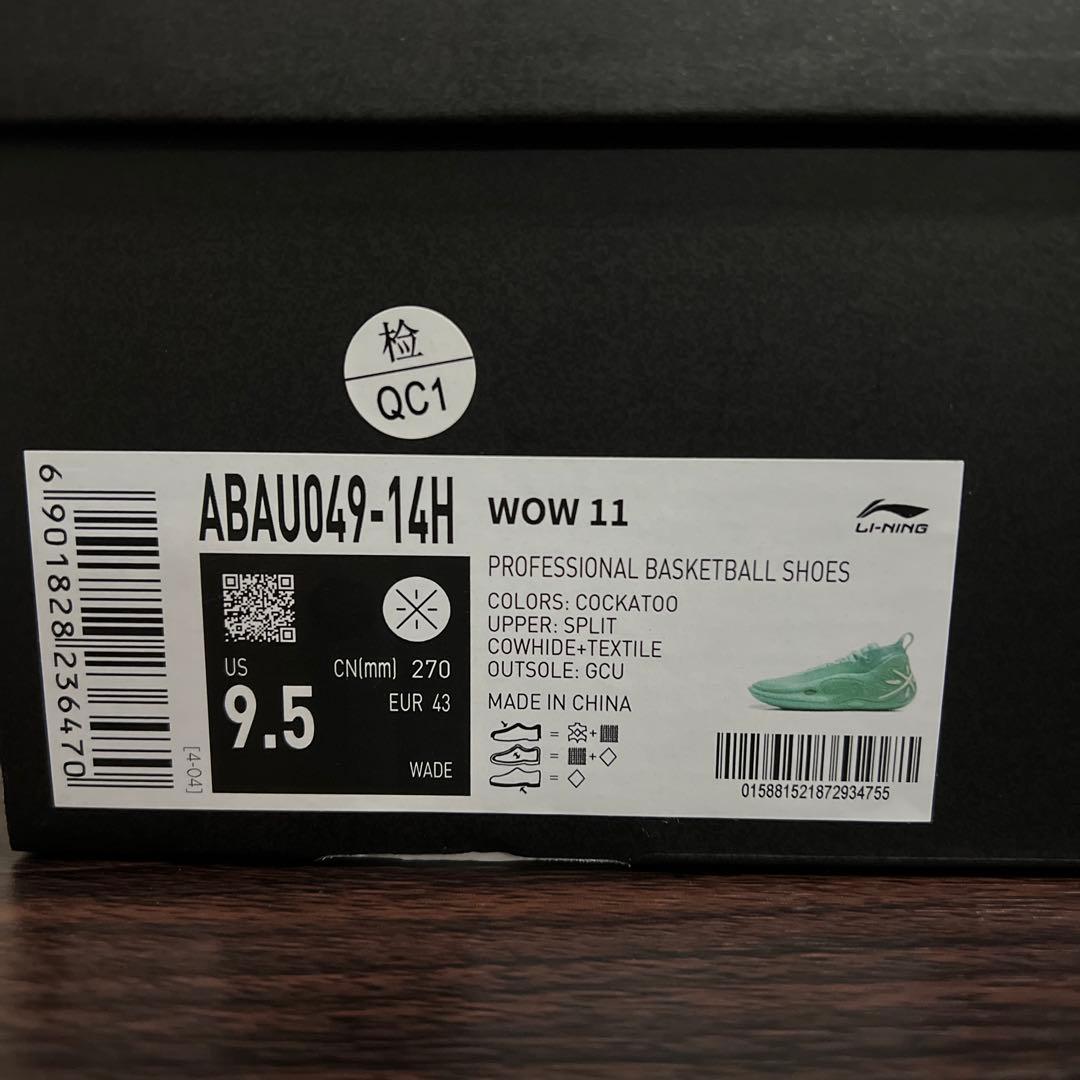 检
QC1
6 901828 236470
ABAU049-14H
WOW 11
LI-NING
PROFESSIONAL BASKETBALL SHOES
COLORS: COCKATOO
UPPER: SPLIT
COWHIDE+TEXTILE
OUTSOLE: GCU
MADE IN CHINA
US
9.5
CN(mm) 270
EUR 43
WADE
[4-04]
= +
= +
=
015881521872934755